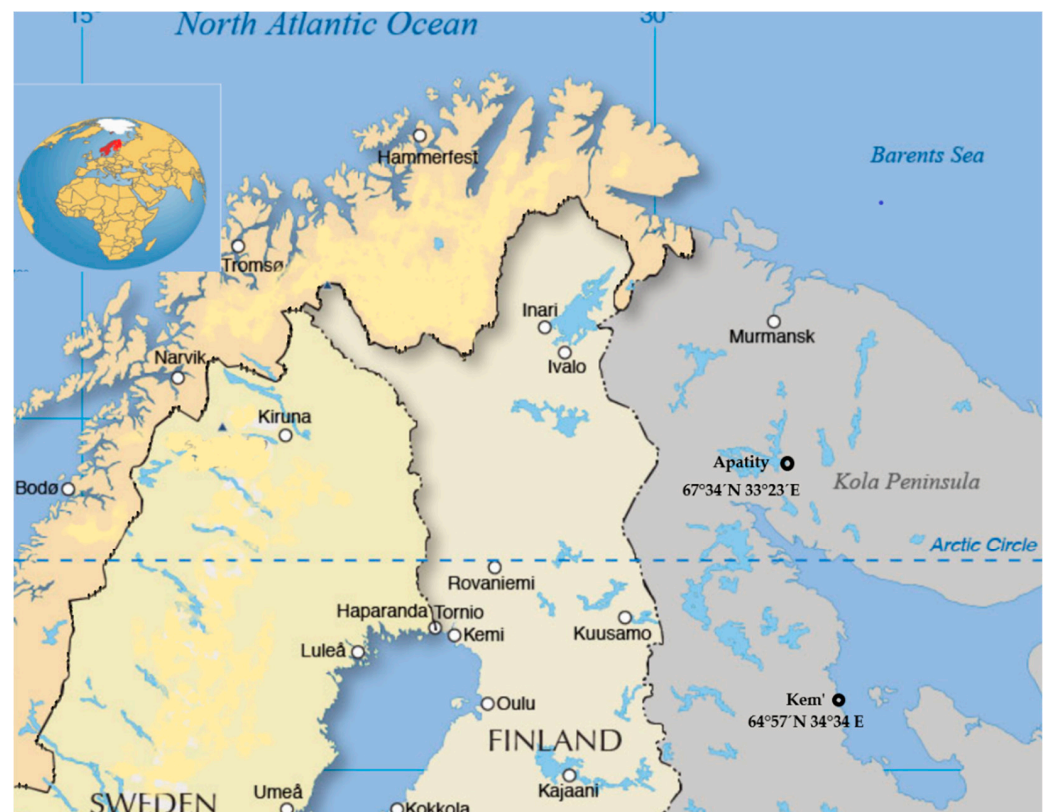 15°
30°
North Atlantic Ocean
Hammerfest
Barents Sea
Tromsø
Inari
Murmansk
Narvik
Ivalo
Kiruna
Apatity
Kola Peninsula
Bodø
67°34´N 33°23´E
Arctic Circle
Rovaniemi
Haparanda
Tornio
Kemi
Kuusamo
Luleå
Kem'
Oulu
64°57´N 34°34 E
FINLAND
Kajaani
Umeå
SWEDEN
Kokkola